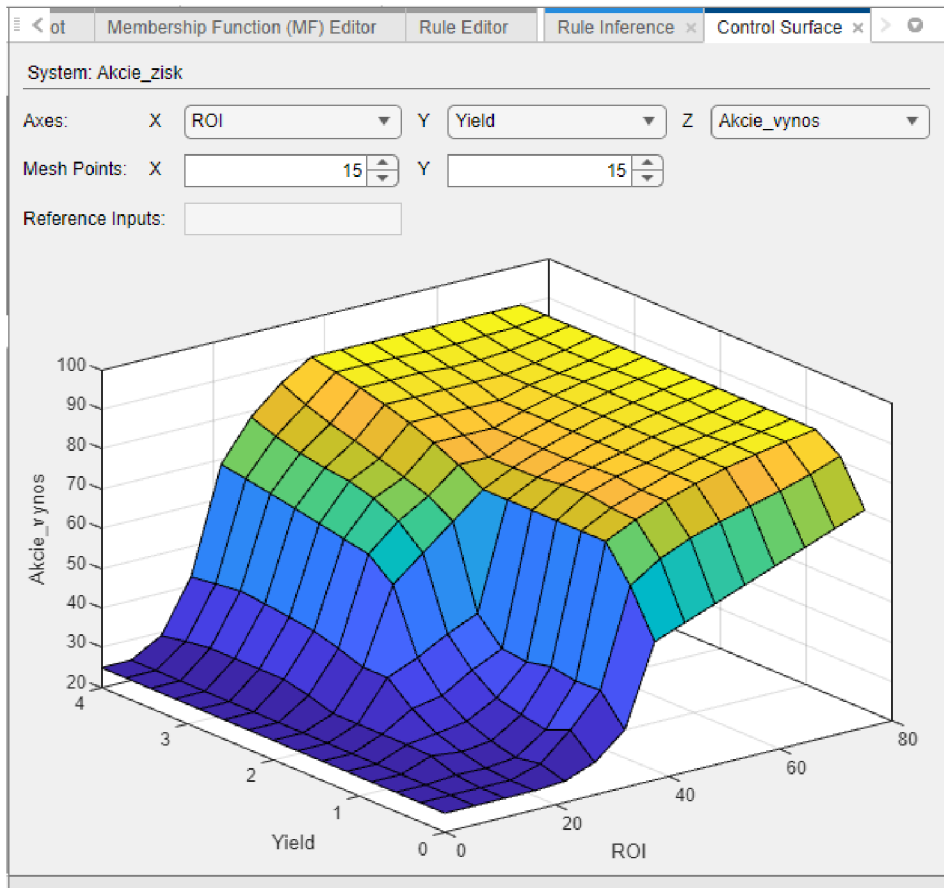 ot Membership Function (MF) Editor Rule Editor Rule Inference Control Surface
System: Akcie_zisk
Axes: X ROI Y Yield Z Akcie_vynos
Mesh Points: X 15 Y 15
Reference Inputs:
100
90
80
70
60
50
40
30
20
Akcie_vynos
4
3
2
1
0
Yield
0
20
40
60
80
ROI